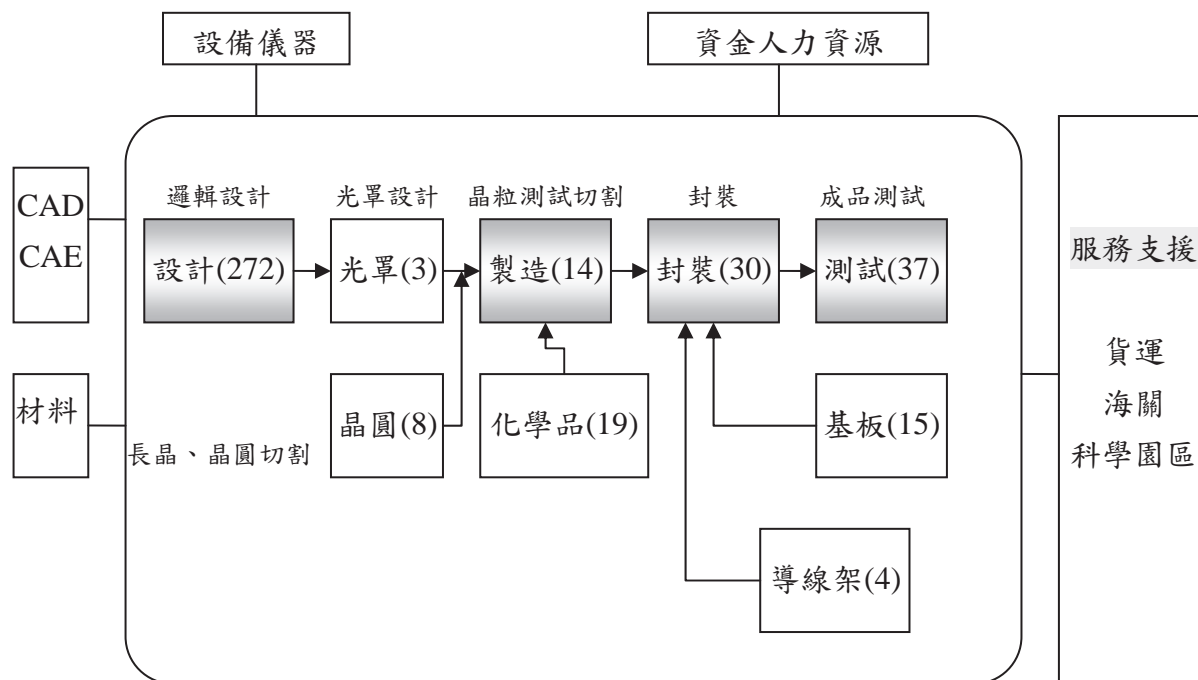 設備儀器
資金人力資源
CAD
CAE
材料
邏輯設計
光罩設計
晶粒測試切割
封裝
成品測試
設計(272)
光罩(3)
製造(14)
封裝(30)
測試(37)
晶圓(8)
化學品(19)
基板(15)
長晶、晶圓切割
導線架(4)
服務支援
貨運
海關
科學園區